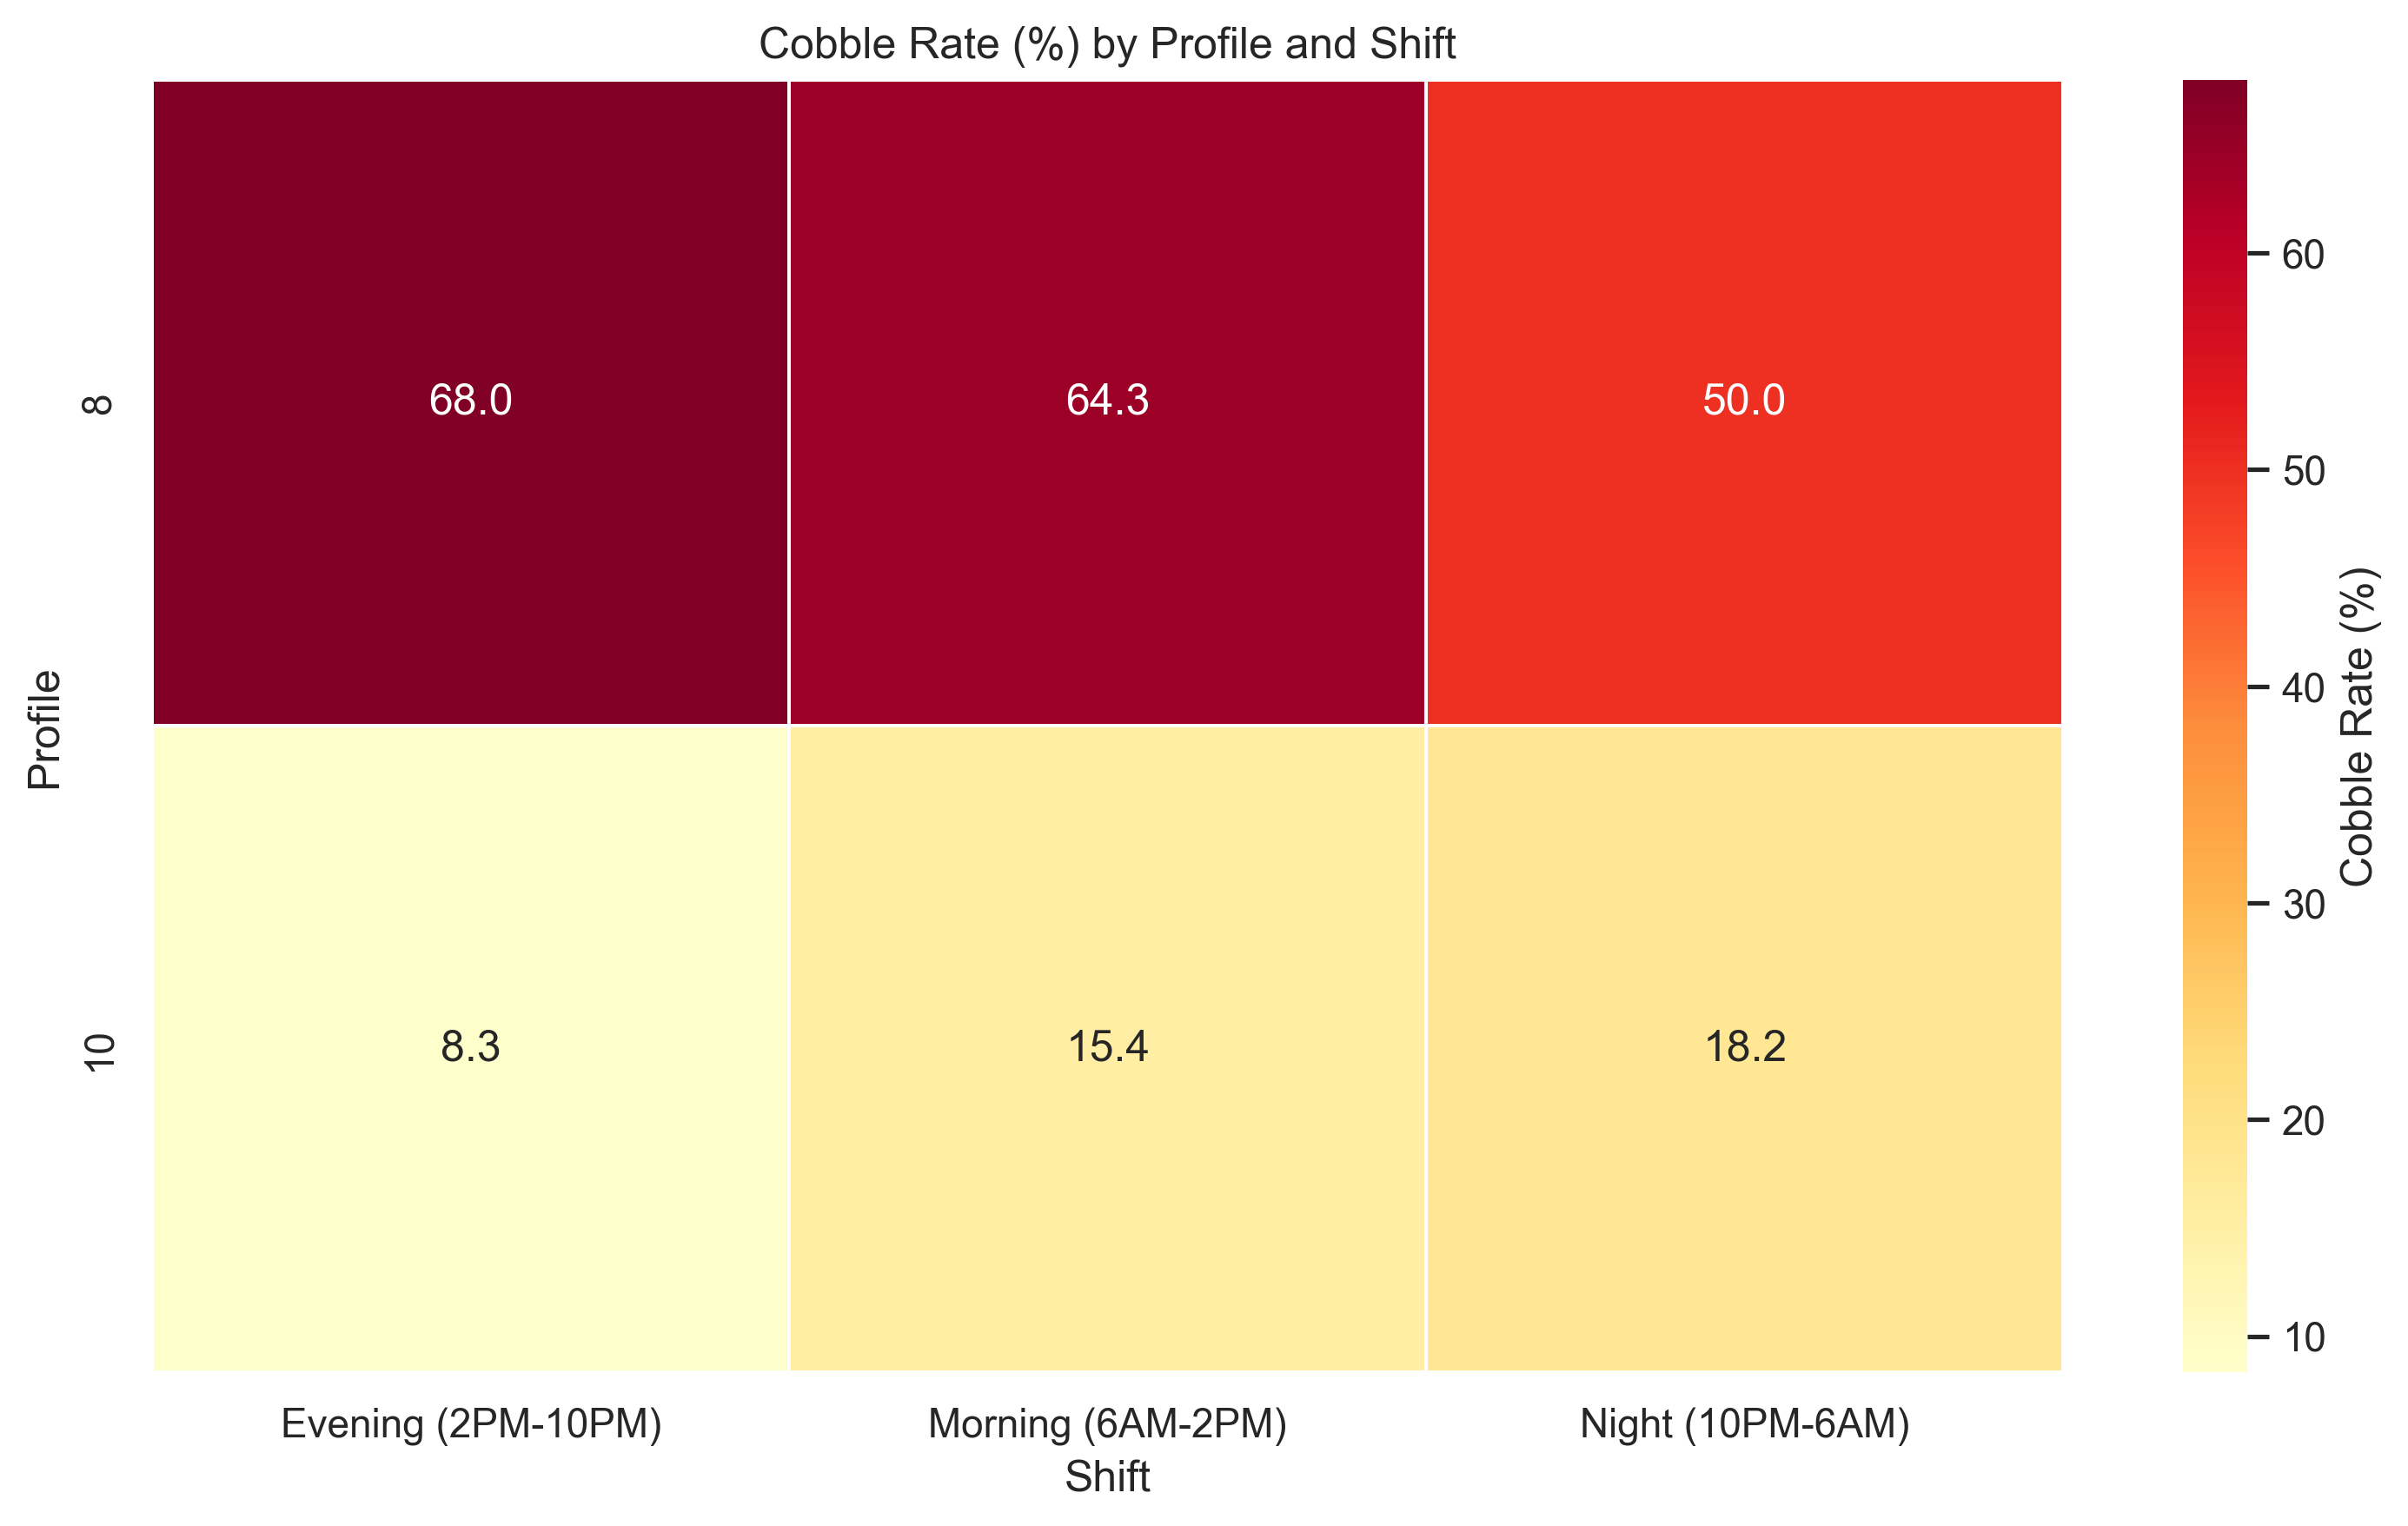 Cobble Rate (%) by Profile and Shift
Profile
8
68.0
64.3
50.0
10
8.3
15.4
18.2
Evening (2PM-10PM)
Morning (6AM-2PM)
Night (10PM-6AM)
Shift
60
50
40
30
20
10
Cobble Rate (%)